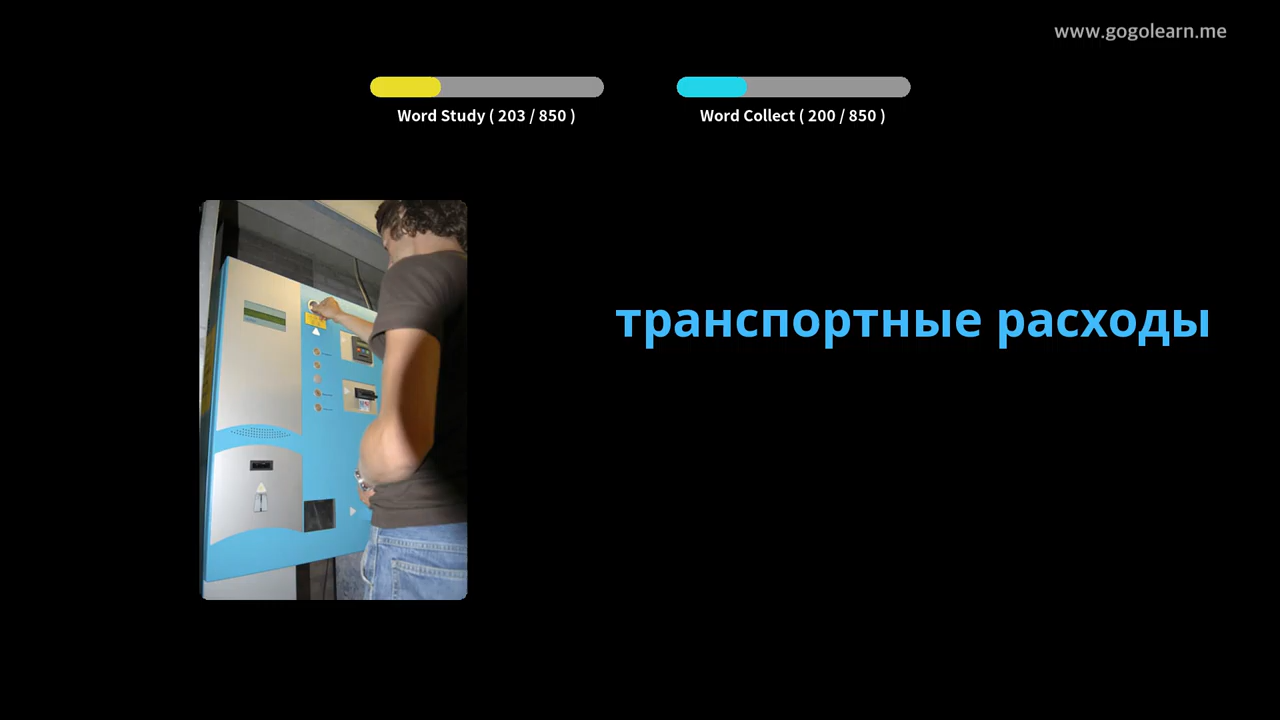 www.gogolearn.me
Word Study ( 203 / 850 )
Word Collect ( 200 / 850 )
транспортные расходы